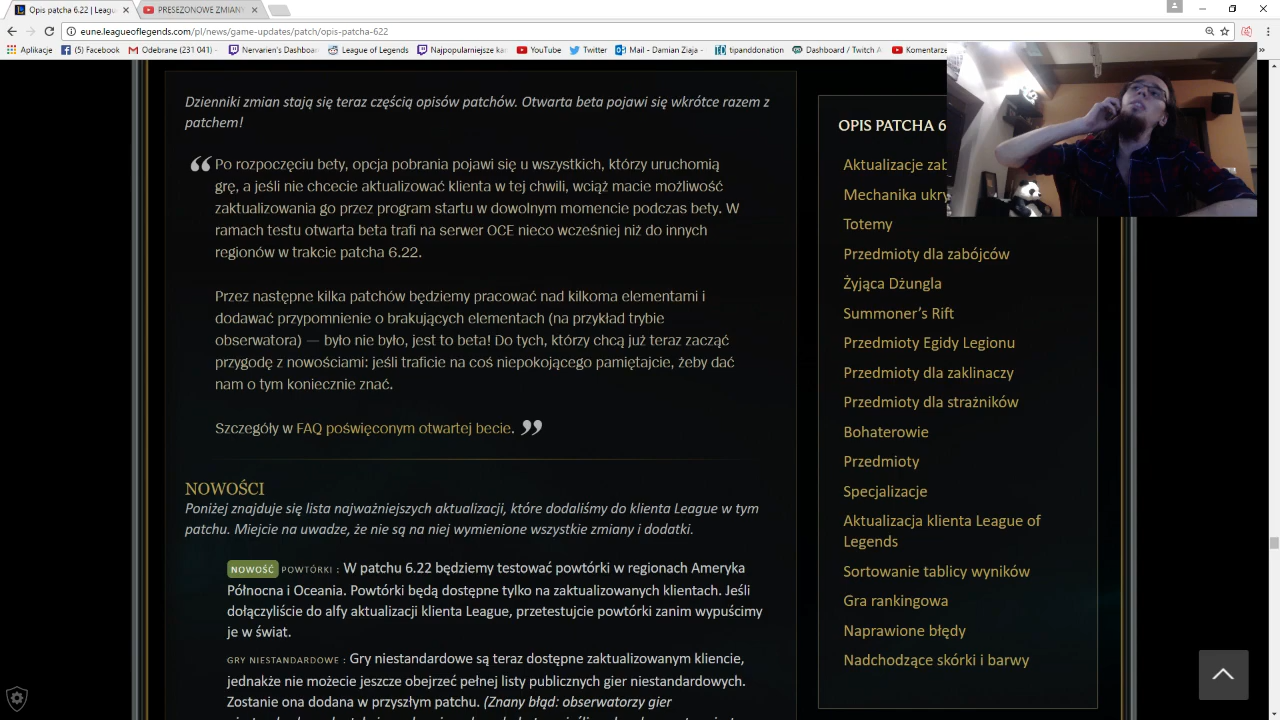 Opis patcha 6.22 | Leagu
PRESEZONOWE ZMIANY
eune.leagueoflegends.com/pl/news/game-updates/patch/opis-patcha-622
Aplikacje
(5) Facebook
Odebrane (231 041)
Nervarien's Dashboard
League of Legends
Najpopularniejsze ka
YouTube
Twitter
Mail - Damian Ziaja
tipanddonation
Dashboard / Twitch A
Komentarze
Dzienniki zmian stają się teraz częścią opisów patchów. Otwarta beta pojawi się wkrótce razem z
patchem!
Po rozpoczęciu bety, opcja pobrania pojawi się u wszystkich, którzy uruchomią
grę, a jeśli nie chcecie aktualizować klienta w tej chwili, wciąż macie możliwość
zaktualizowania go przez program startu w dowolnym momencie podczas bety. W
ramach testu otwarta beta trafi na serwer OCE nieco wcześniej niż do innych
regionów w trakcie patcha 6.22.
Przez następne kilka patchów będziemy pracować nad kilkoma elementami i
dodawać przypomnienie o brakujących elementach (na przykład trybie
obserwatora) — było nie było, jest to beta! Do tych, którzy chcą już teraz zacząć
przygodę z nowościami: jeśli traficie na coś niepokojącego pamiętajcie, żeby dać
nam o tym koniecznie znać.
Szczegóły w FAQ poświęconym otwartej becie.
NOWOŚCI
Poniżej znajduje się lista najważniejszych aktualizacji, które dodaliśmy do klienta League w tym
patchu. Miejcie na uwadze, że nie są na niej wymienione wszystkie zmiany i dodatki.
NOWOŚĆ POWTÓRKI : W patchu 6.22 będziemy testować powtórki w regionach Ameryka
Północna i Oceania. Powtórki będą dostępne tylko na zaktualizowanych klientach. Jeśli
dołączyliście do alfy aktualizacji klienta League, przetestujcie powtórki zanim wypuścimy
je w świat.
GRY NIESTANDARDOWE : Gry niestandardowe są teraz dostępne zaktualizowanym kliencie,
jednakże nie możecie jeszcze obejrzeć pełnej listy publicznych gier niestandardowych.
Zostanie ona dodana w przyszłym patchu. (Znany błąd: obserwatorzy gier
OPIS PATCHA 6
Aktualizacje zab
Mechanika ukry
Totemy
Przedmioty dla zabójców
Żyjąca Dżungla
Summoner's Rift
Przedmioty Egidy Legionu
Przedmioty dla zaklinaczy
Przedmioty dla strażników
Bohaterowie
Przedmioty
Specjalizacje
Aktualizacja klienta League of
Legends
Sortowanie tablicy wyników
Gra rankingowa
Naprawione błędy
Nadchodzące skórki i barwy